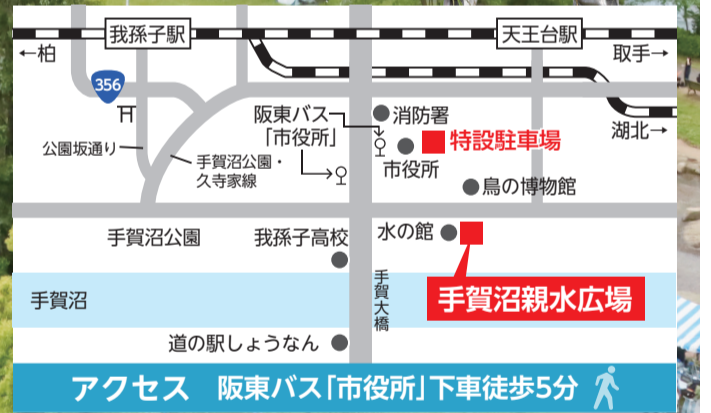 我孫子駅
天王台駅
←柏
取手→
356
阪東バス
「市役所」
消防署
特設駐車場
湖北→
公園坂通り
手賀沼公園・
久寺家線
市役所
鳥の博物館
手賀沼公園
我孫子高校
水の館
手賀沼
手賀大橋
手賀沼親水広場
道の駅しょうなん
アクセス 阪東バス「市役所」下車徒歩5分